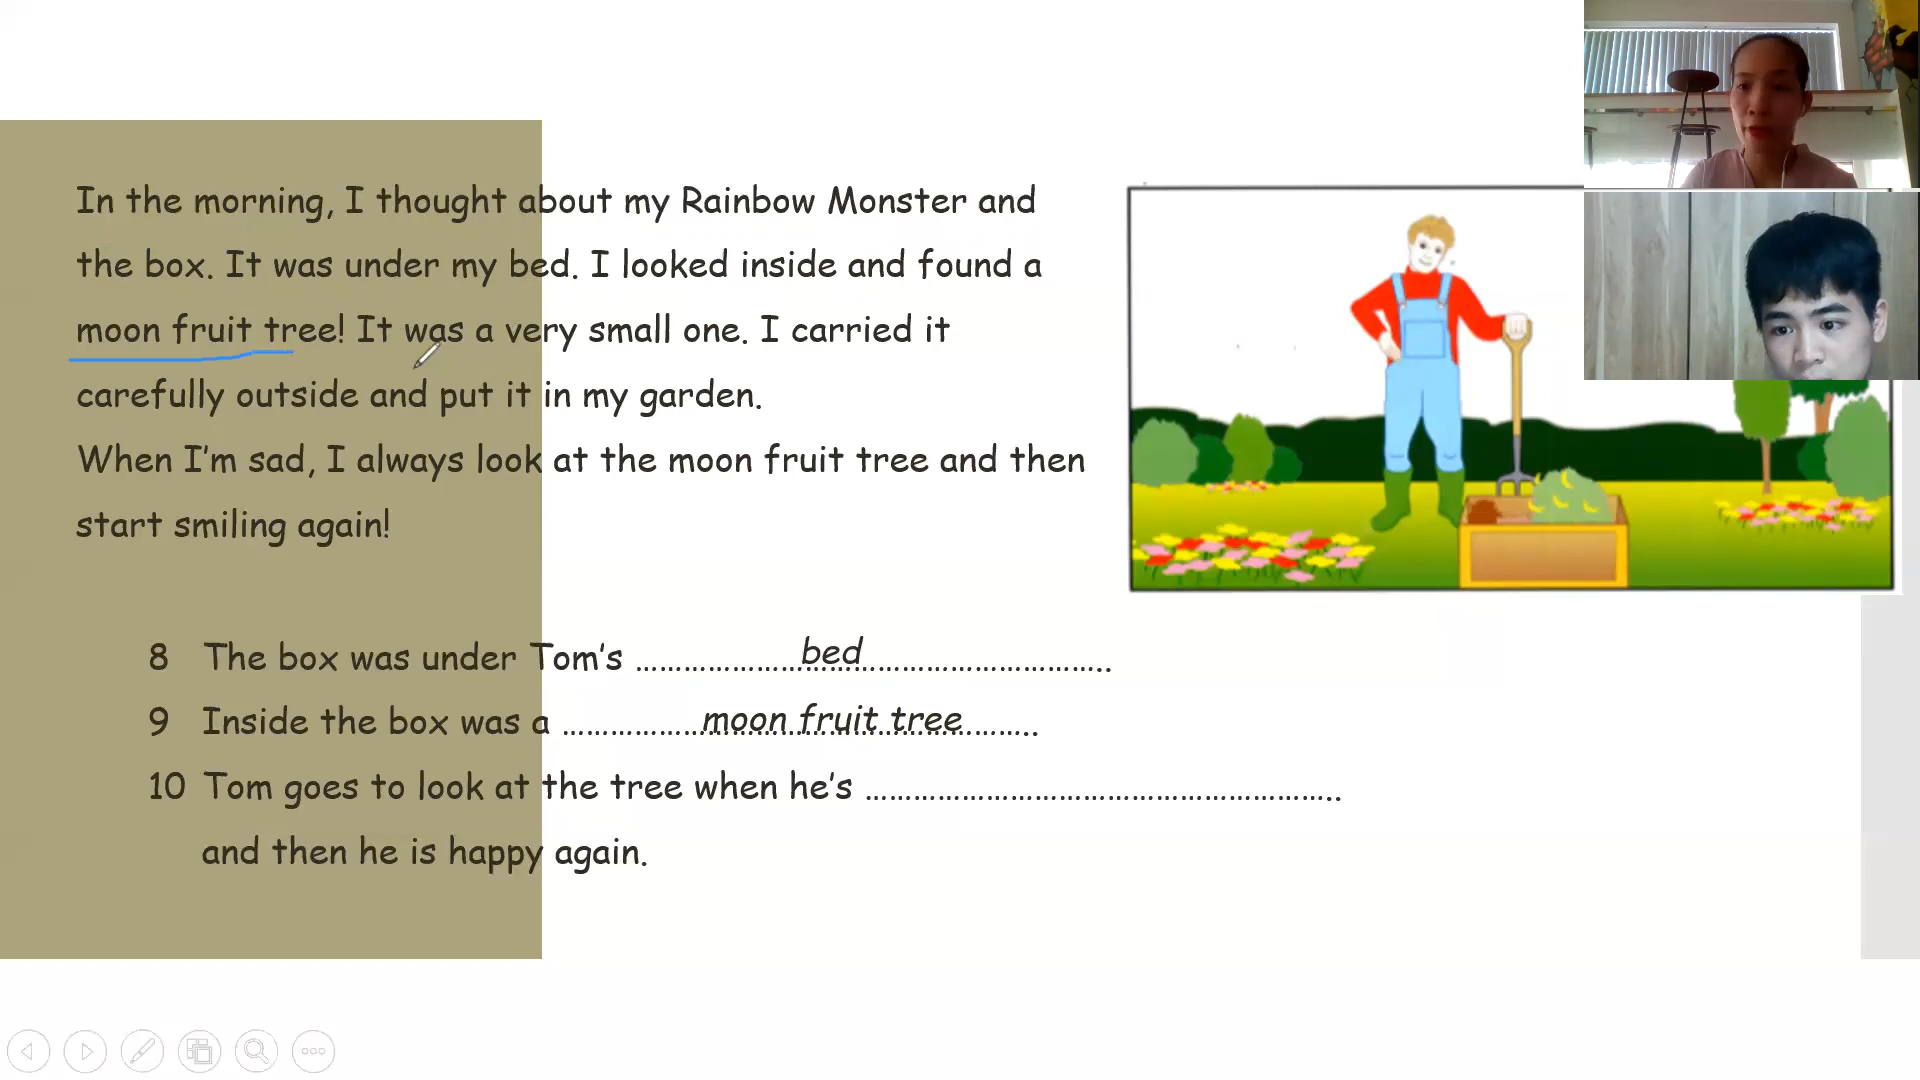 In the morning, I thought about my Rainbow Monster and
the box. It was under my bed. I looked inside and found a
moon fruit tree! It was a very small one. I carried it
carefully outside and put it in my garden.
When I'm sad, I always look at the moon fruit tree and then
start smiling again!
8 The box was under Tom's ........................bed........................
9 Inside the box was a ........................moon fruit tree........................
10 Tom goes to look at the tree when he's ................................................
and then he is happy again.